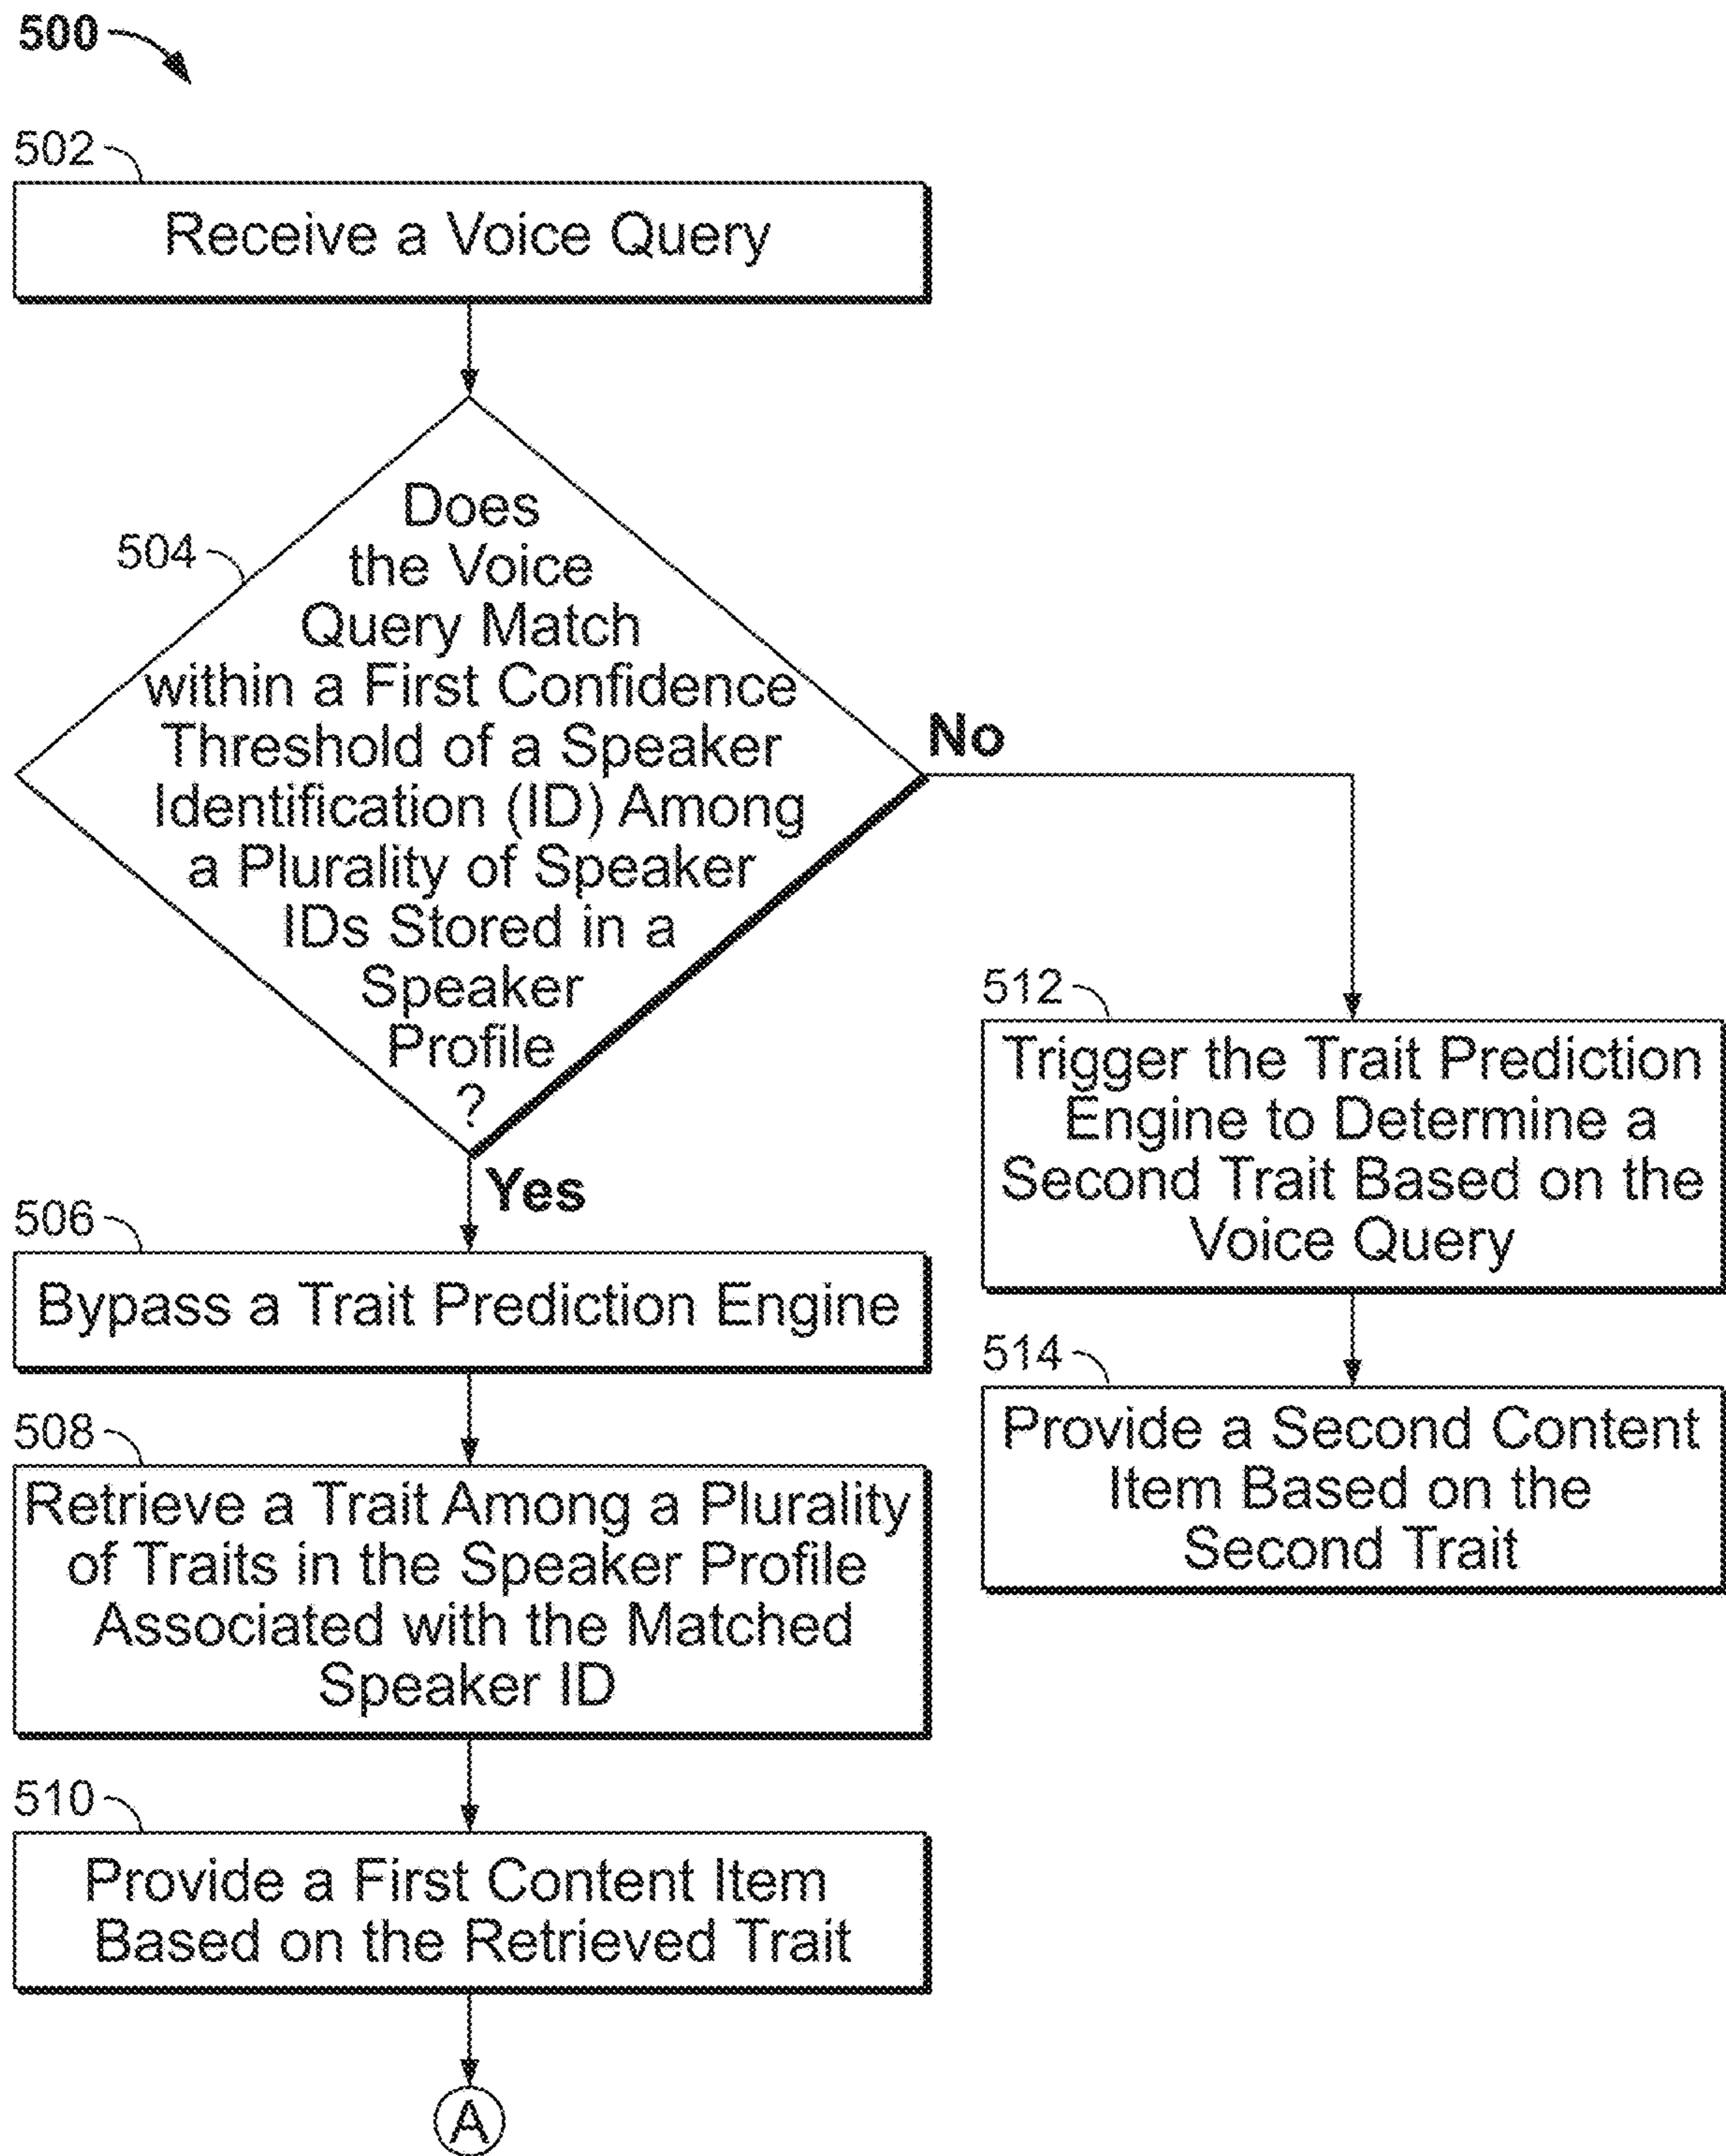 500
502
Receive a Voice Query
504
Does
the Voice
Query Match
within a First Confidence
Threshold of a Speaker
Identification (ID) Among
a Plurality of Speaker
IDs Stored in a
Speaker
Profile
?
No
Yes
506
Bypass a Trait Prediction Engine
508
Retrieve a Trait Among a Plurality
of Traits in the Speaker Profile
Associated with the Matched
Speaker ID
510
Provide a First Content Item
Based on the Retrieved Trait
A
512
Trigger the Trait Prediction
Engine to Determine a
Second Trait Based on the
Voice Query
514
Provide a Second Content
Item Based on the
Second Trait